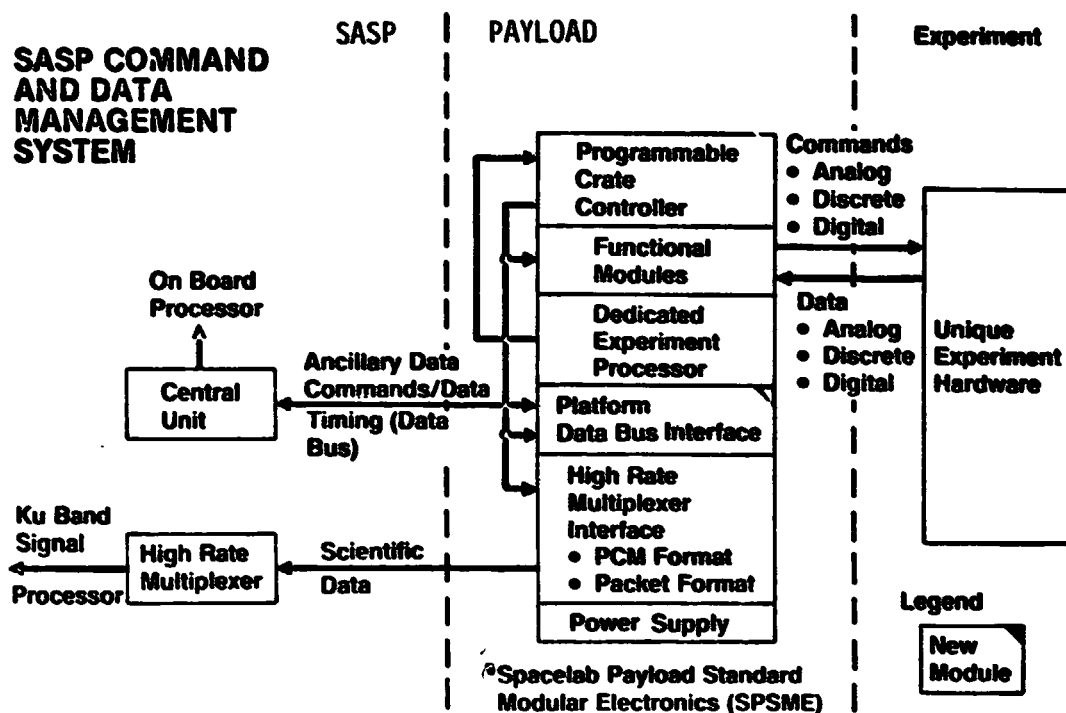 SASP
PAYLOAD
Experiment
SASP COMMAND
AND DATA
MANAGEMENT
SYSTEM
Programmable
Crate
Controller
Functional
Modules
Dedicated
Experiment
Processor
Platform
Data Bus Interface
High Rate
Multiplexer
Interface
• PCM Format
• Packet Format
Power Supply
Commands
• Analog
• Discrete
• Digital
Data
• Analog
• Discrete
• Digital
Unique
Experiment
Hardware
On Board
Processor
Central
Unit
Ancillary Data
Commands/Data
Timing (Data
Bus)
Ku Band
Signal
Processor
High Rate
Multiplexer
Scientific
Data
Spacelab Payload Standard
Modular Electronics (SPSME)
Legend
New
Module